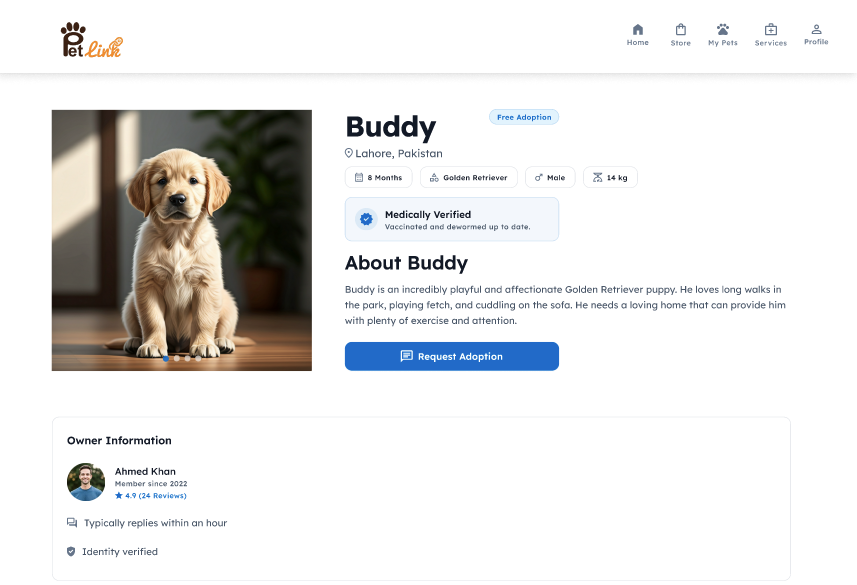 Pet Link
Home
Store
My Pets
Services
Profile
Buddy
Free Adoption
Lahore, Pakistan
8 Months
Golden Retriever
Male
14 kg
Medically Verified
Vaccinated and dewormed up to date.
About Buddy
Buddy is an incredibly playful and affectionate Golden Retriever puppy. He loves long walks in
the park, playing fetch, and cuddling on the sofa. He needs a loving home that can provide him
with plenty of exercise and attention.
Request Adoption
Owner Information
Ahmed Khan
Member since 2022
4.9 (24 Reviews)
Typically replies within an hour
Identity verified